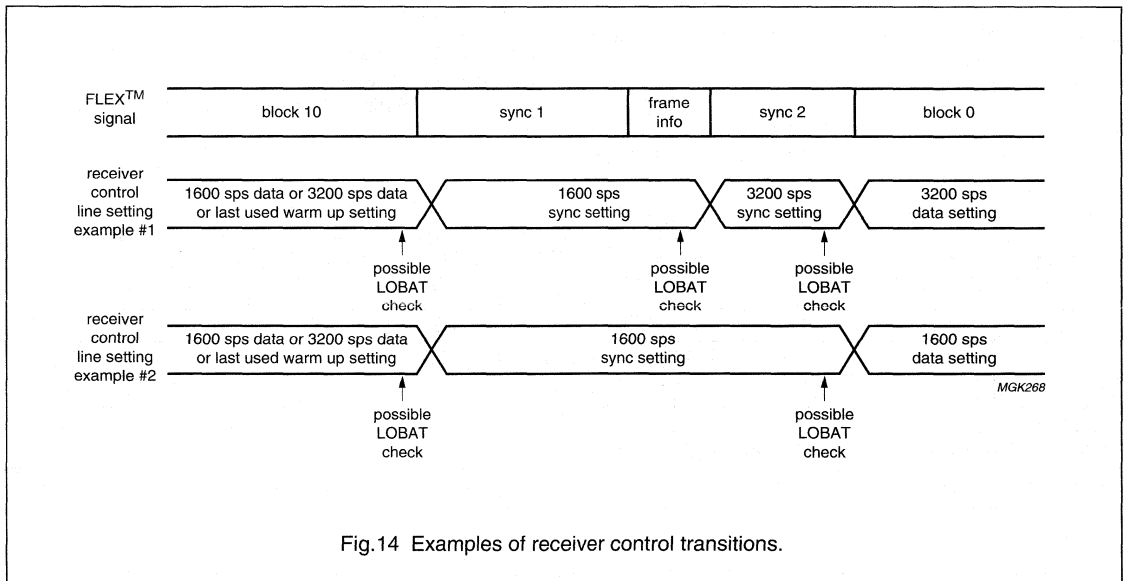 FLEX™
signal
block 10
sync 1
frame
info
sync 2
block 0
receiver
control
line setting
example #1
1600 sps data or 3200 sps data
or last used warm up setting
1600 sps
sync setting
3200 sps
sync setting
3200 sps
data setting
possible
LOBAT
check
possible
LOBAT
check
possible
LOBAT
check
receiver
control
line setting
example #2
1600 sps data or 3200 sps data
or last used warm up setting
1600 sps
sync setting
1600 sps
data setting
MGK268
possible
LOBAT
check
possible
LOBAT
check
Fig.14 Examples of receiver control transitions.